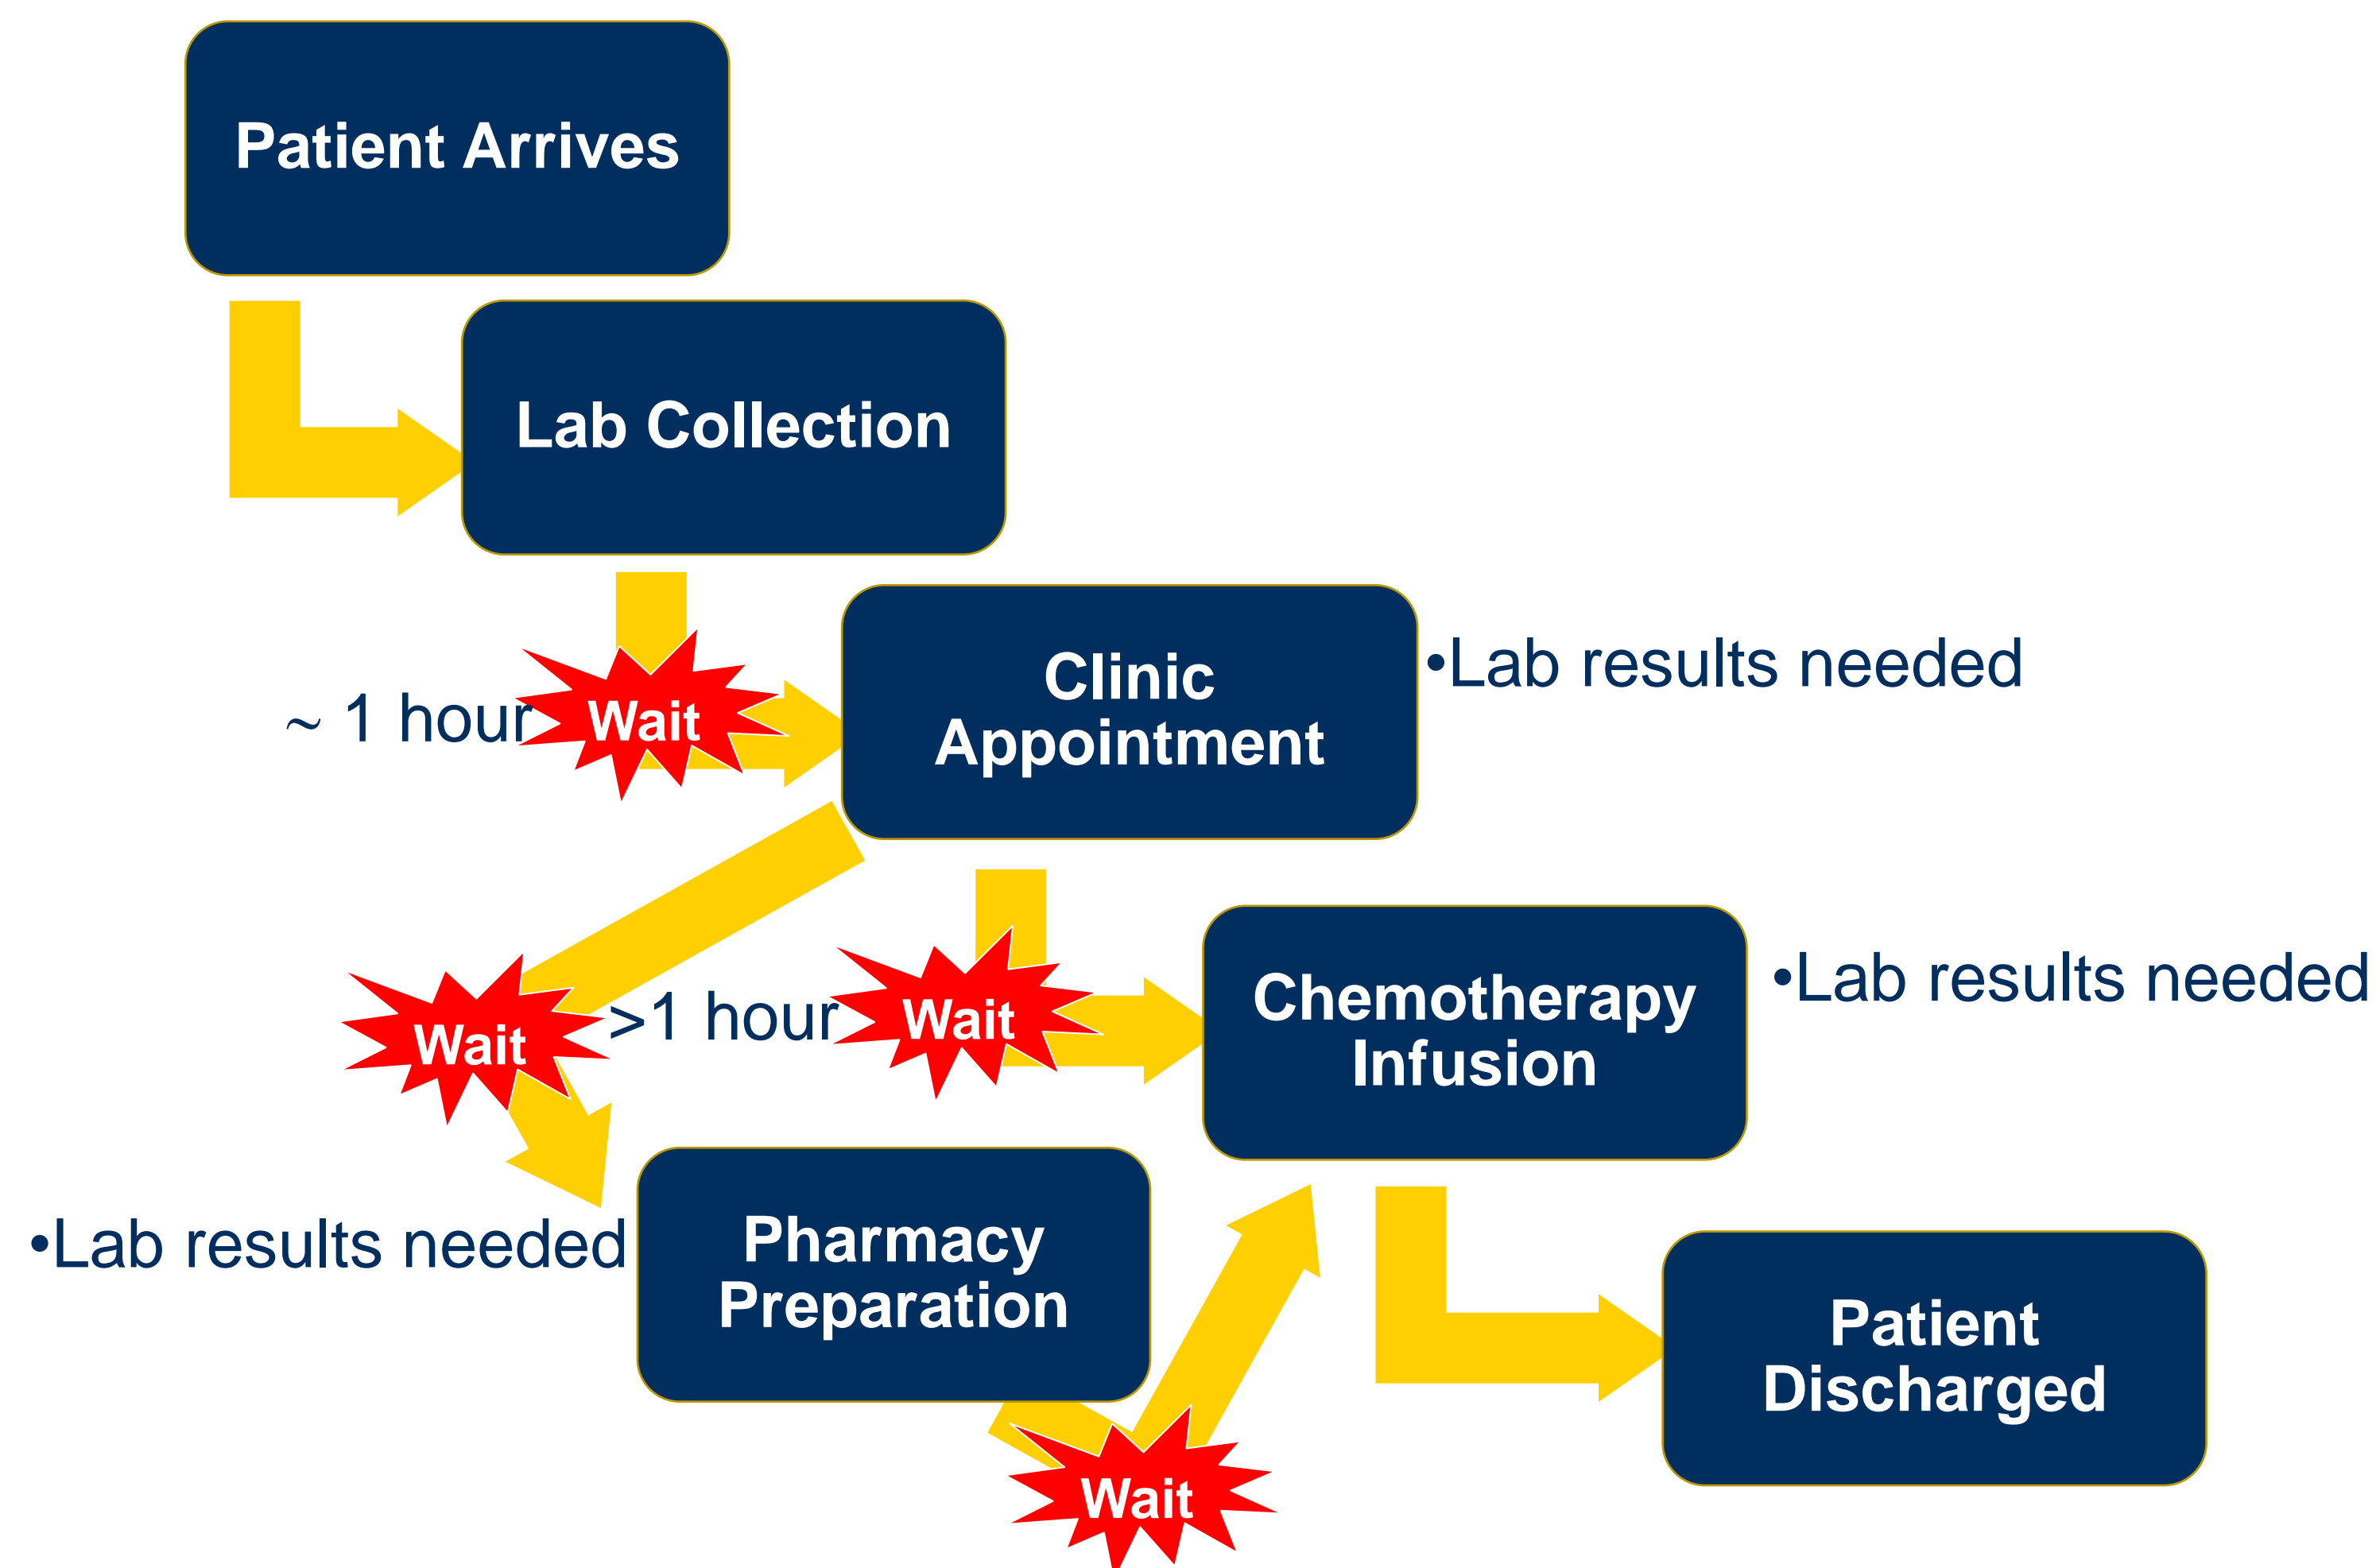 Patient Arrives
Lab Collection
Clinic
Appointment
•Lab results needed
~ 1 hour
Wait
Chemotherapy
Infusion
•Lab results needed
Wait
>1 hour
Wait
Pharmacy
Preparation
•Lab results needed
Patient
Discharged
Wait